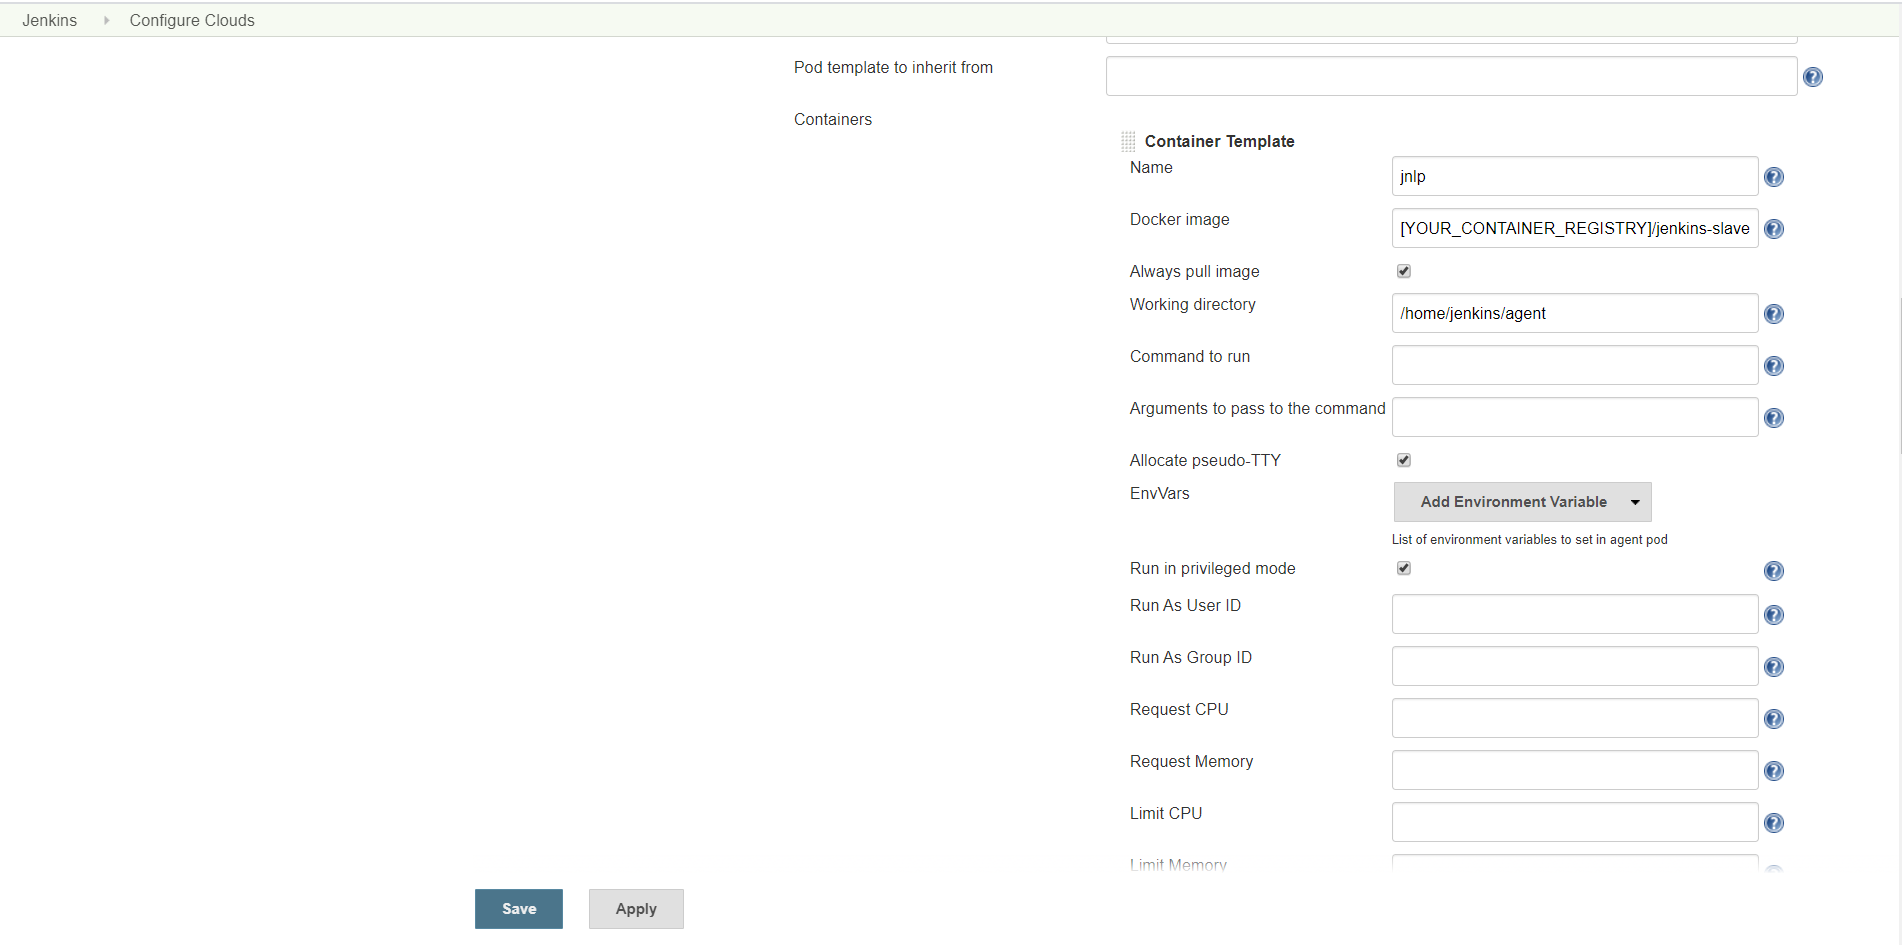 Jenkins Configure Clouds
Pod template to inherit from
Containers
Container Template
Name jnlp
Docker image [YOUR_CONTAINER_REGISTRY]/jenkins-slave
Always pull image
Working directory /home/jenkins/agent
Command to run
Arguments to pass to the command
Allocate pseudo-TTY
EnvVars Add Environment Variable
List of environment variables to set in agent pod
Run in privileged mode
Run As User ID
Run As Group ID
Request CPU
Request Memory
Limit CPU
Limit Memory
Save Apply